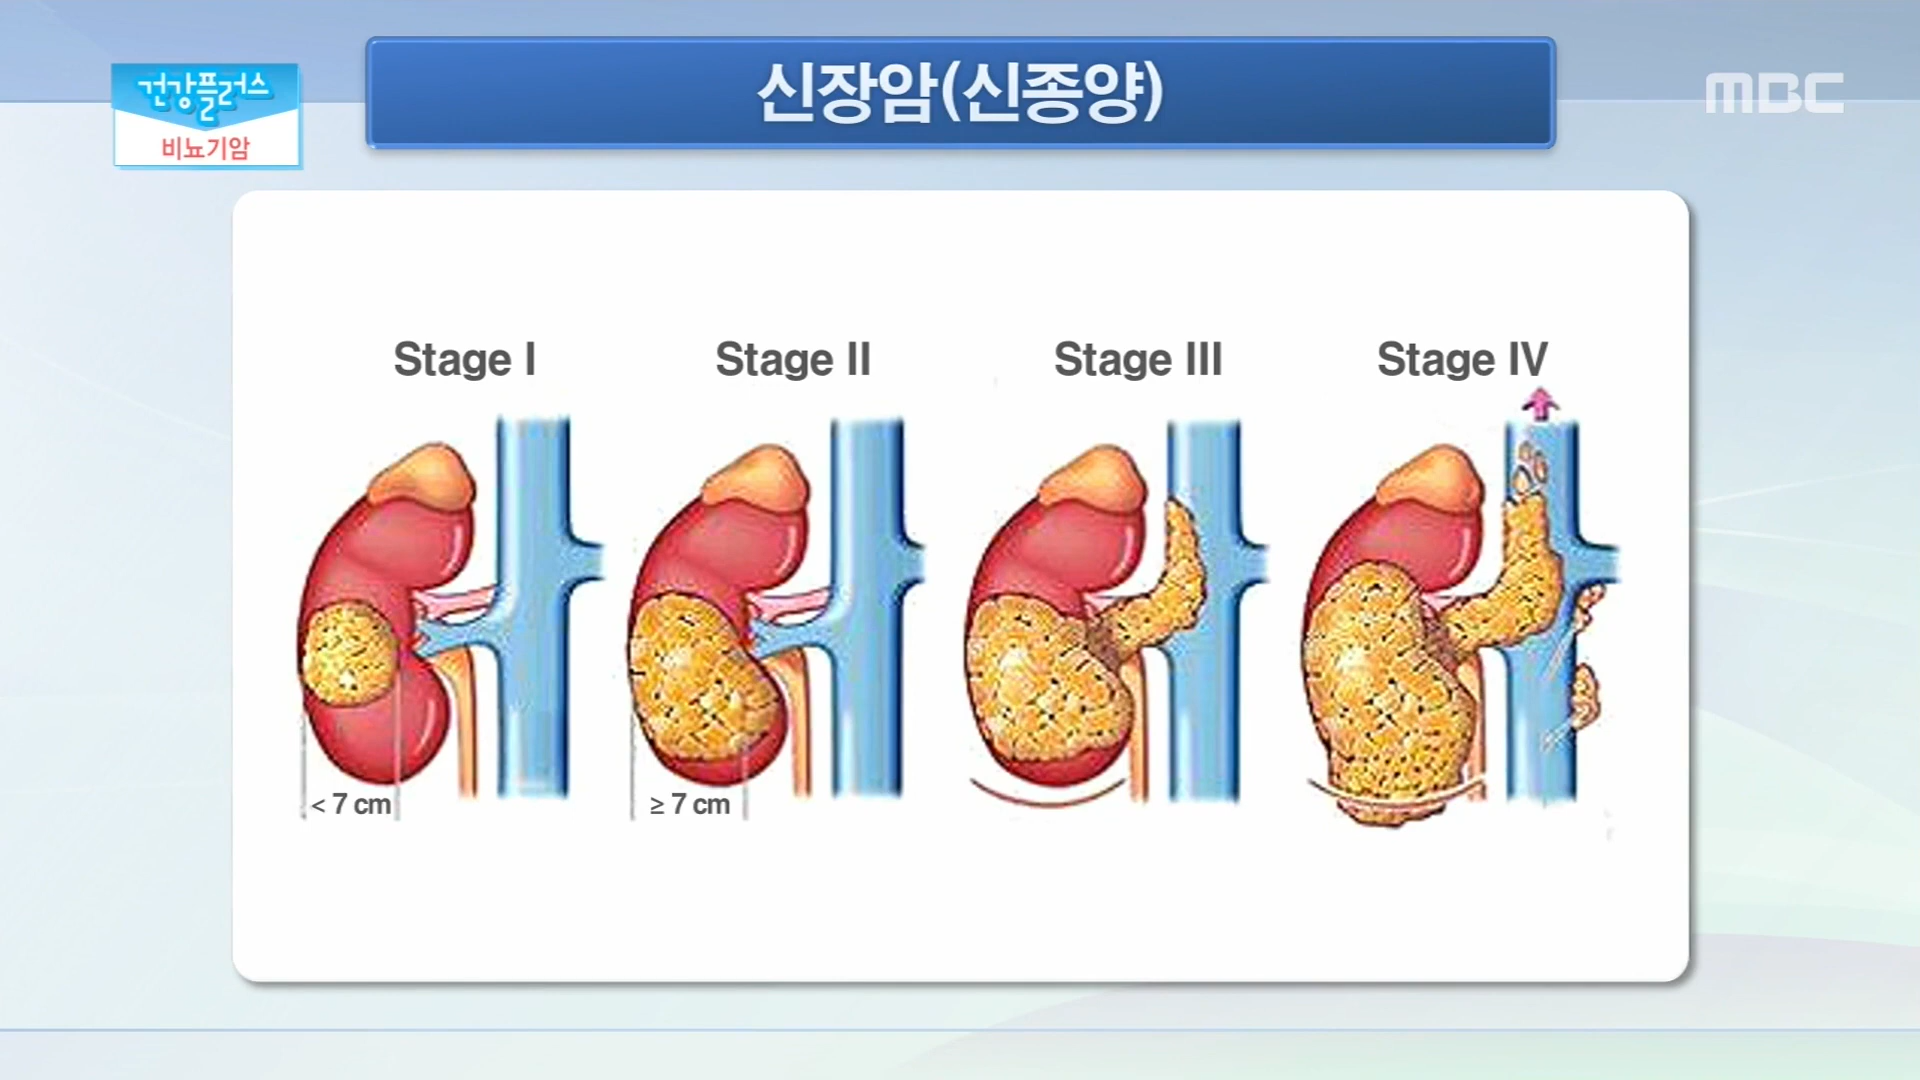 건강플러스
비뇨기암
신장암(신종양)
MBC
Stage I
Stage II
Stage III
Stage IV
< 7 cm
≥ 7 cm